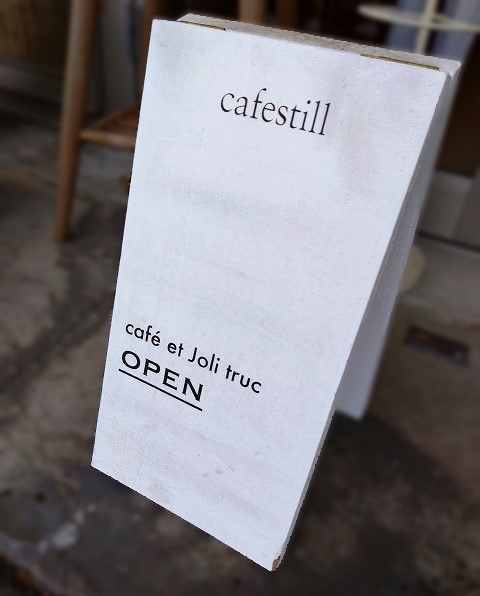 cafestill
café et Joli truc
OPEN